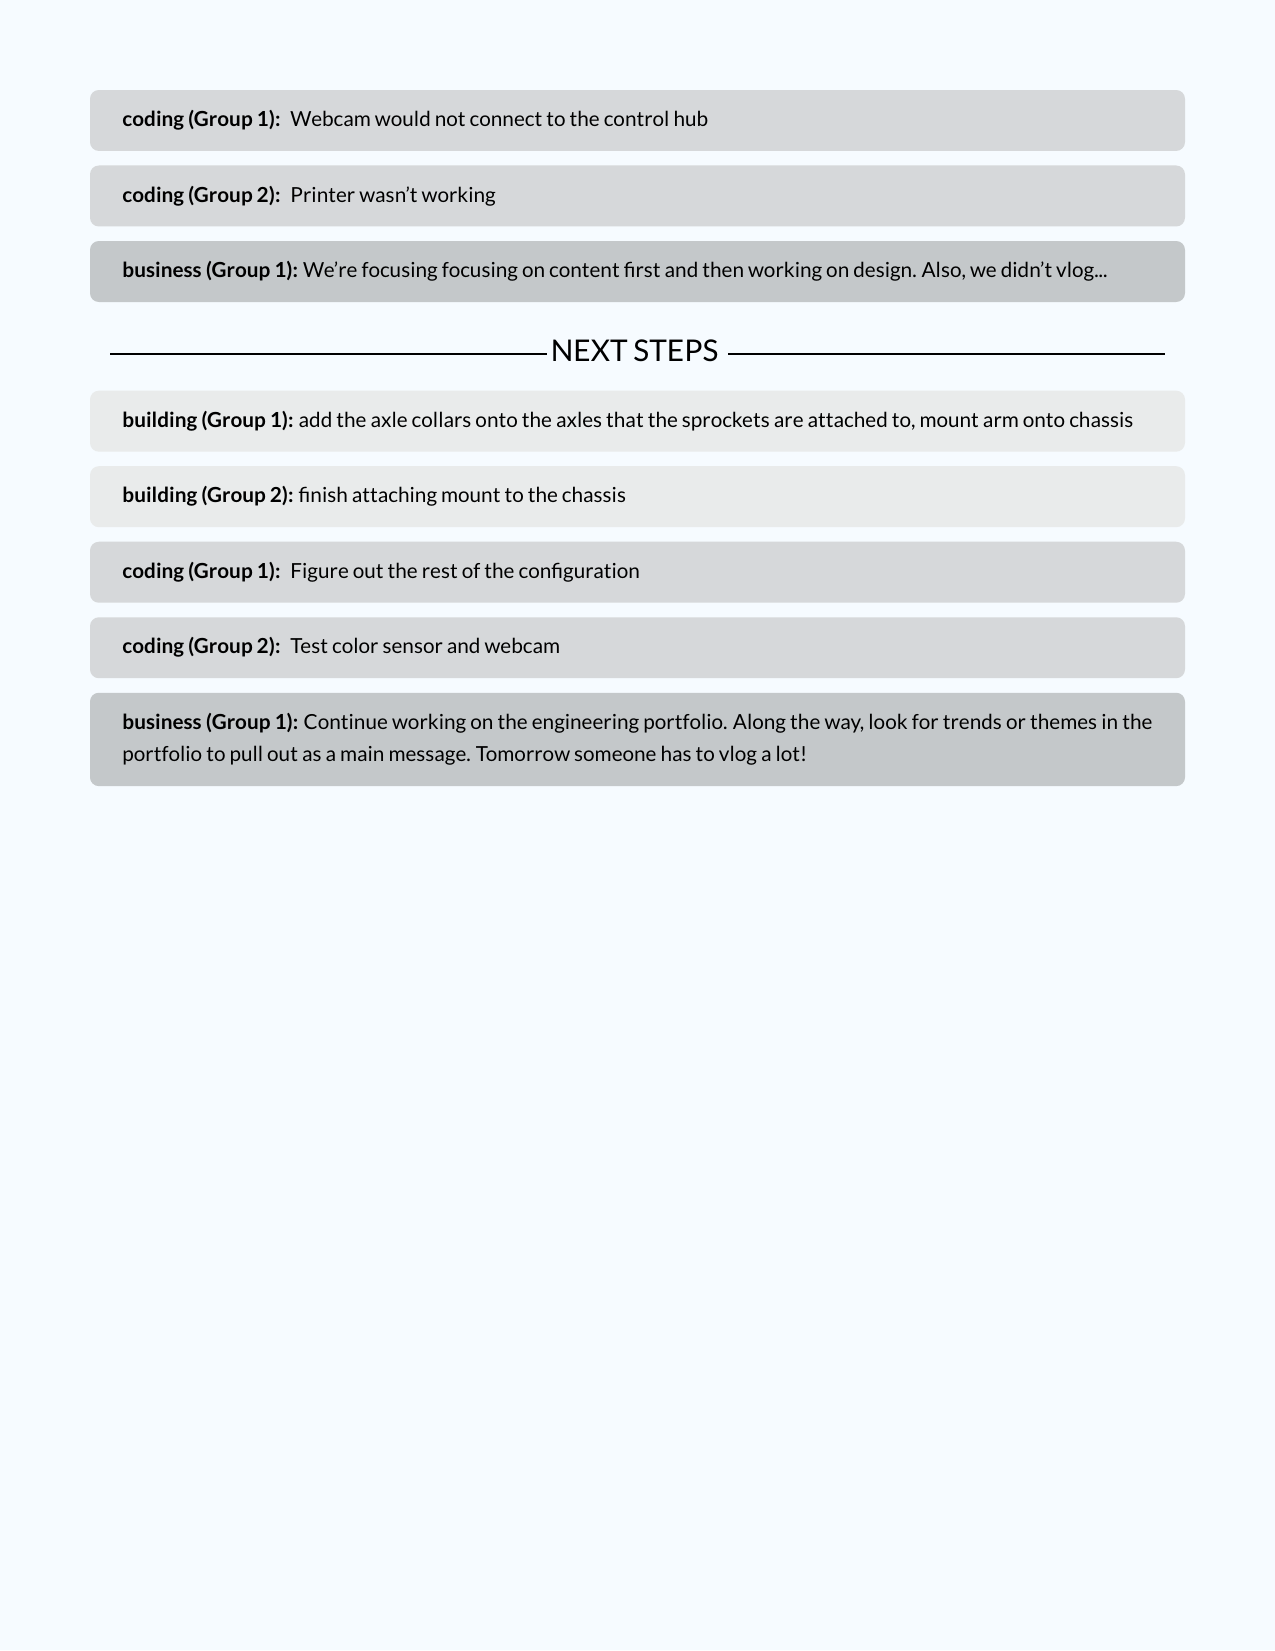 coding (Group 1): Webcam would not connect to the control hub
coding (Group 2): Printer wasn’t working
business (Group 1): We’re focusing focusing on content first and then working on design. Also, we didn’t vlog...
NEXT STEPS
building (Group 1): add the axle collars onto the axles that the sprockets are attached to, mount arm onto chassis
building (Group 2): finish attaching mount to the chassis
coding (Group 1): Figure out the rest of the configuration
coding (Group 2): Test color sensor and webcam
business (Group 1): Continue working on the engineering portfolio. Along the way, look for trends or themes in the
portfolio to pull out as a main message. Tomorrow someone has to vlog a lot!